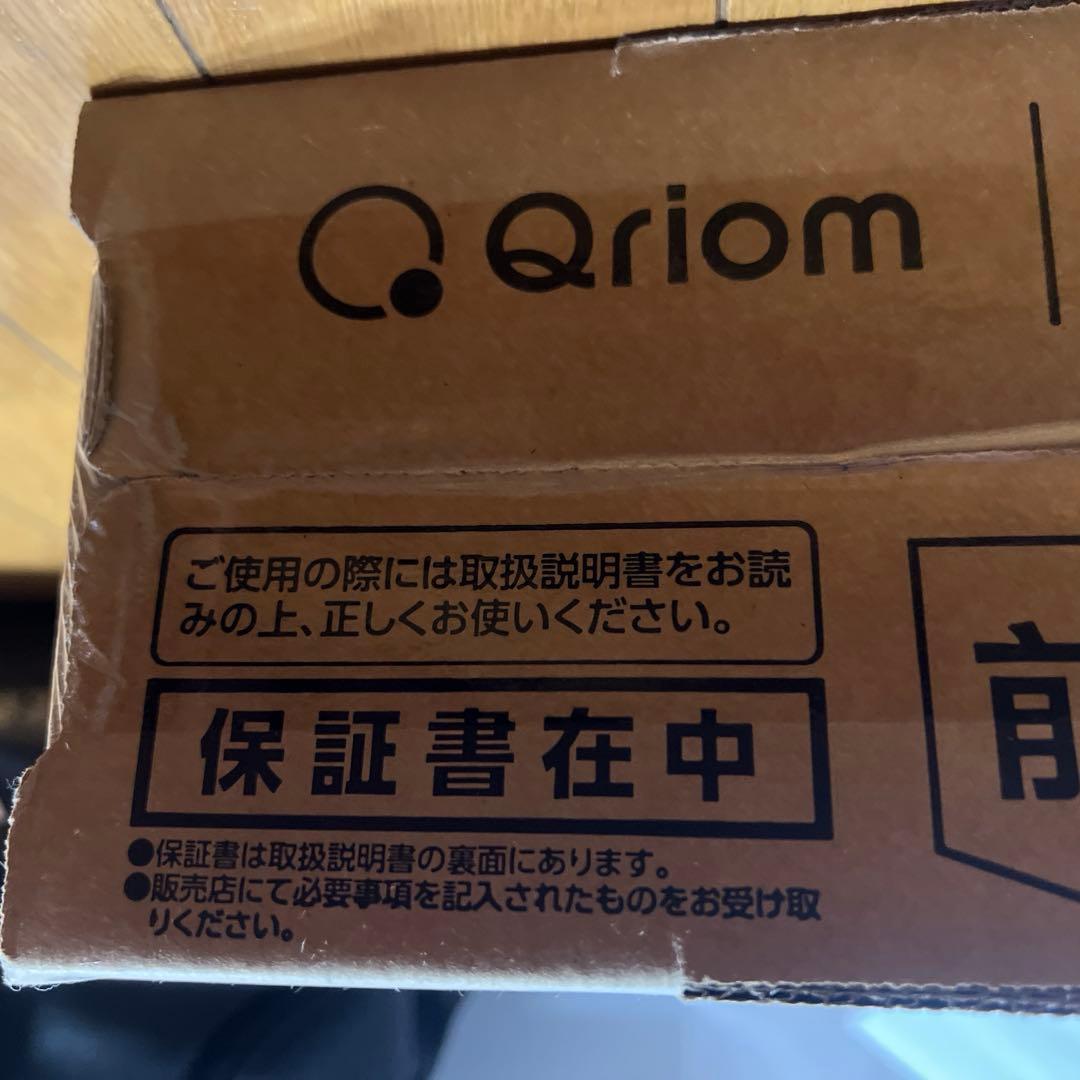 Qriom
ご使用の際には取扱説明書をお読
みの上、正しくお使いください。
保証書在中
●保証書は取扱説明書の裏面にあります。
●販売店にて必要事項を記入されたものをお受け取
りください。
前